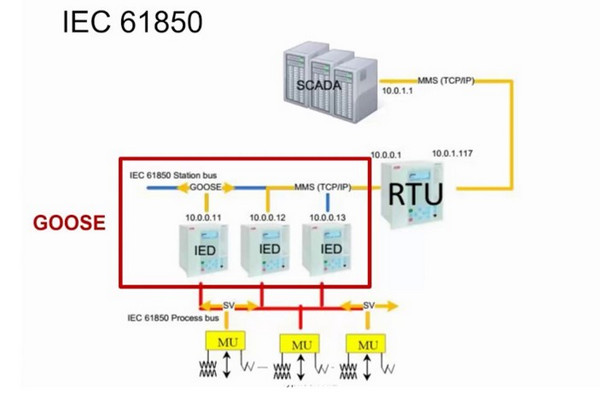 IEC 61850
SCADA
MMS (TCP/IP)
10.0.1.1
10.0.0.1
10.0.1.117
RTU
IEC 61850 Station bus
GOOSE
MMS (TCP/IP)
GOOSE
10.0.0.11
10.0.0.12
10.0.0.13
IED
IED
IED
SV
SV
IEC 61850 Process bus
MU
MU
MU